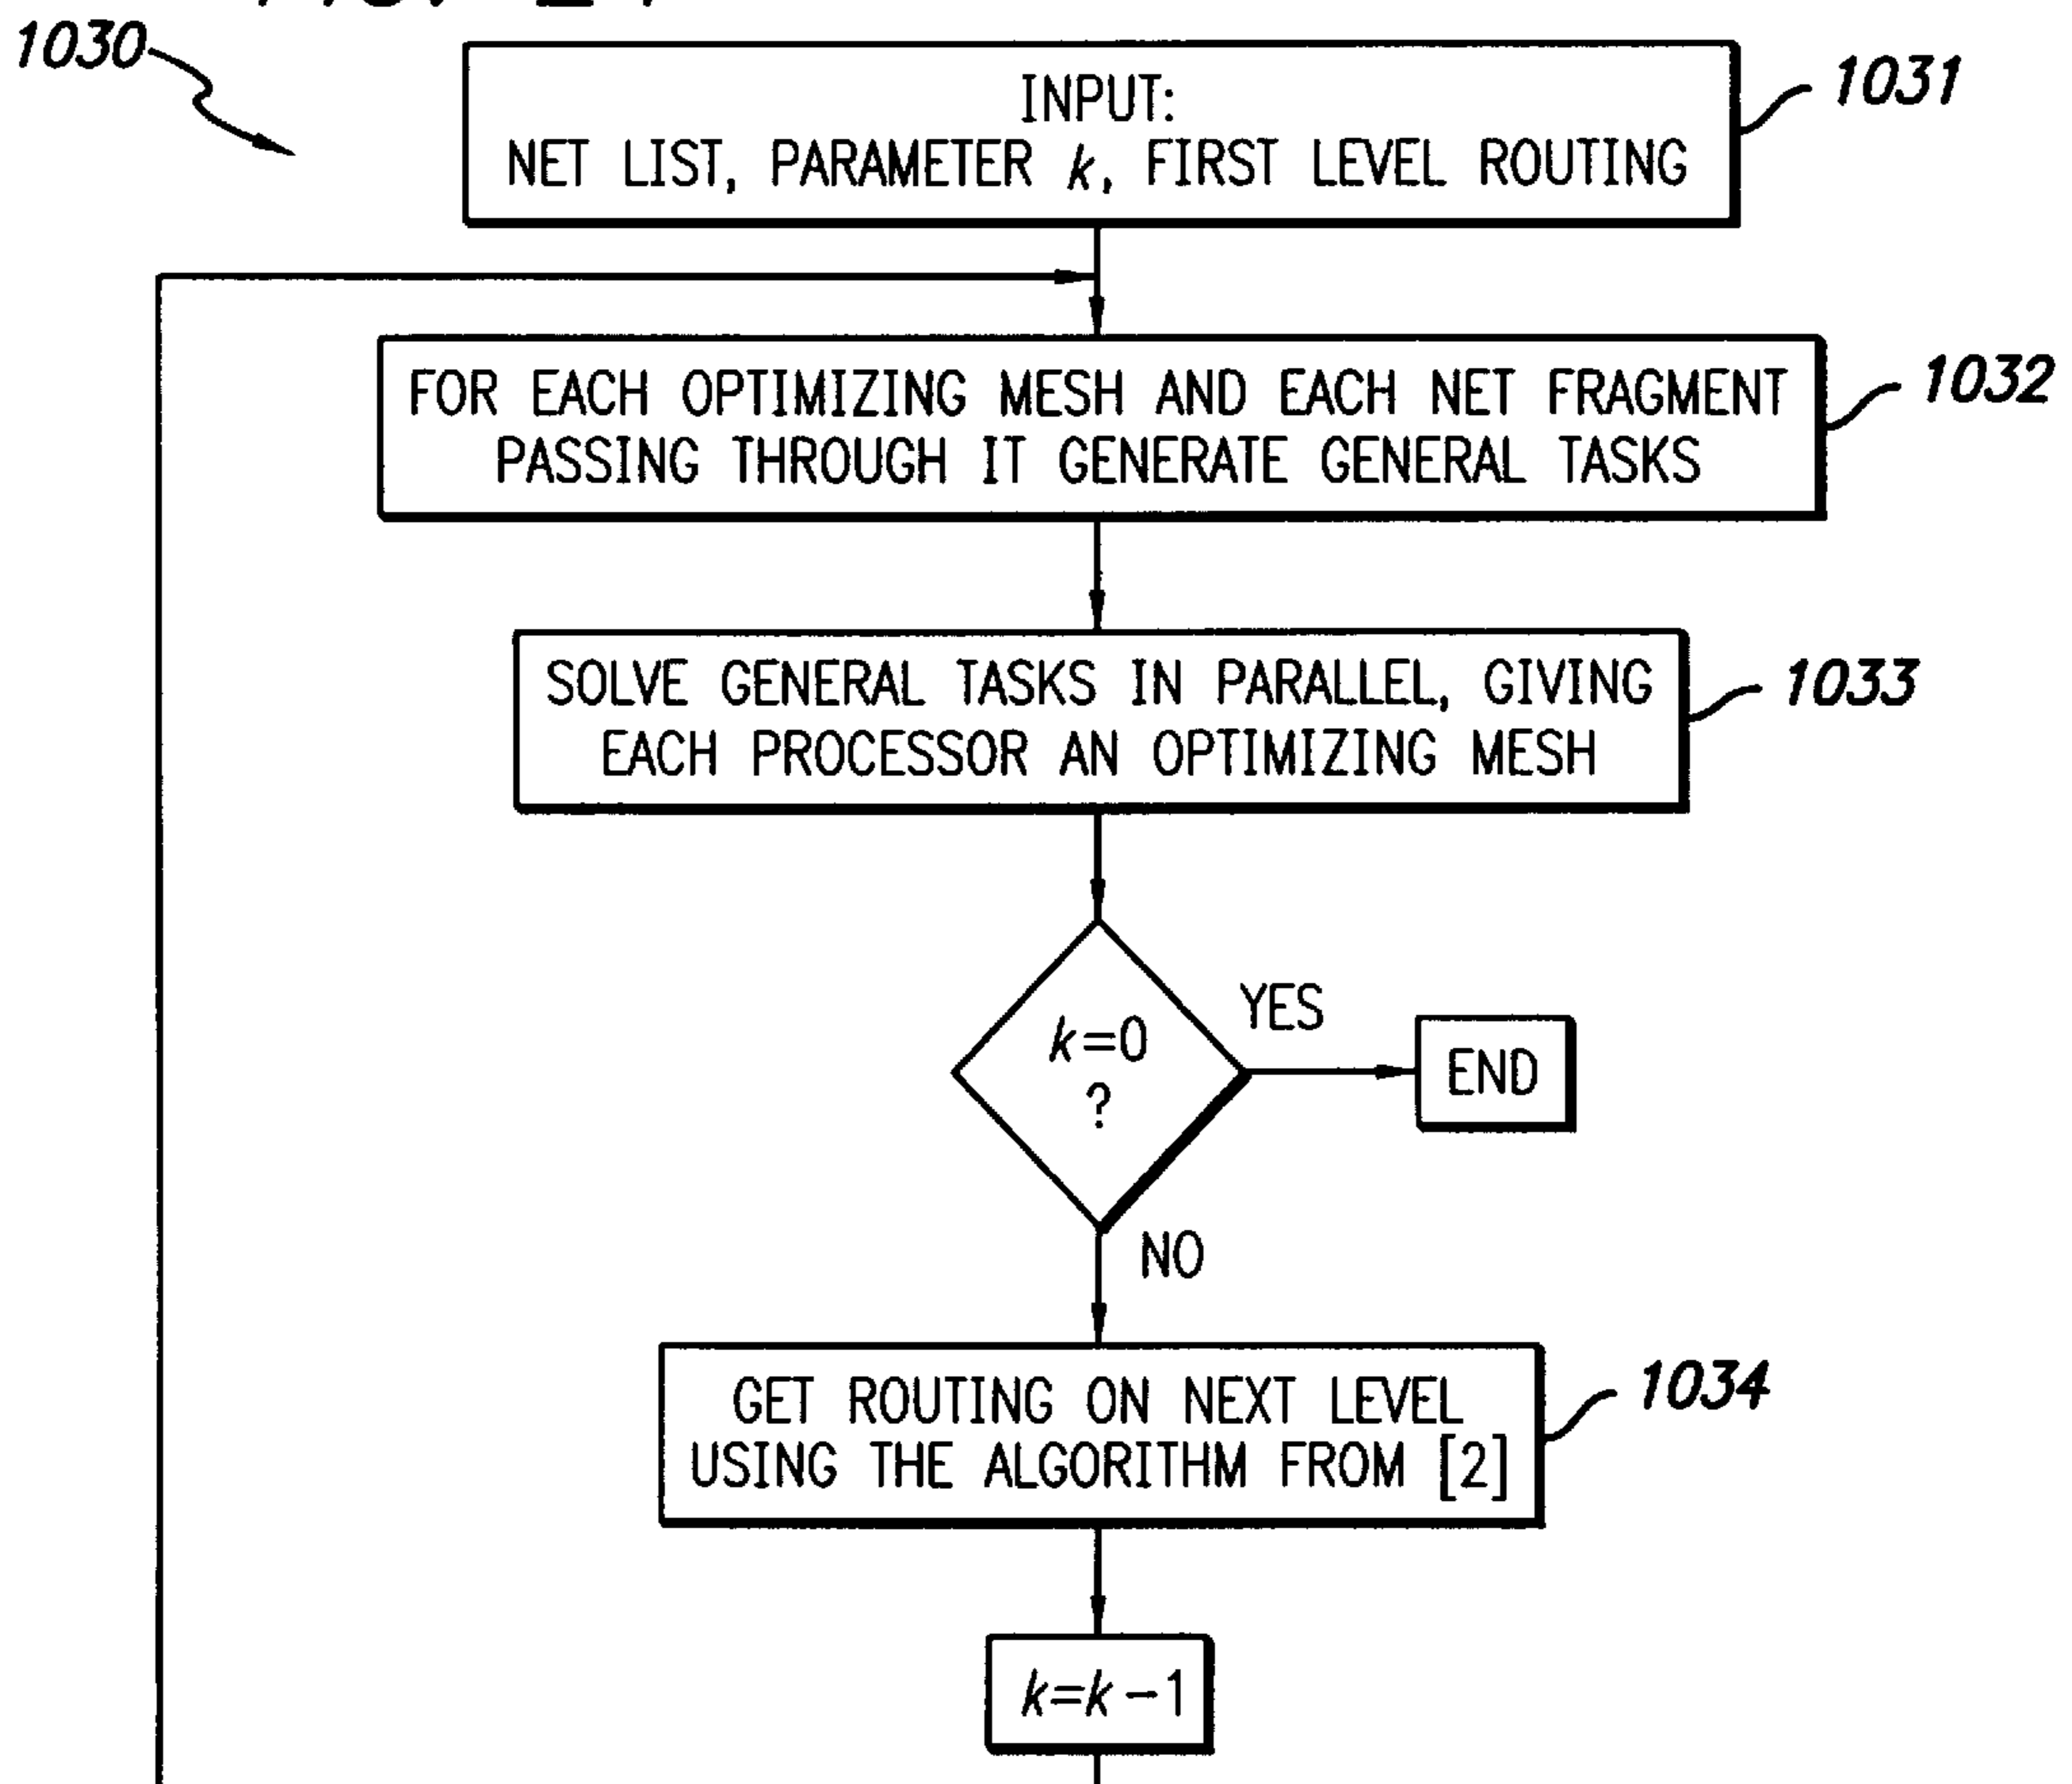 1030
INPUT:
NET LIST, PARAMETER k, FIRST LEVEL ROUTING
1031
FOR EACH OPTIMIZING MESH AND EACH NET FRAGMENT
PASSING THROUGH IT GENERATE GENERAL TASKS
1032
SOLVE GENERAL TASKS IN PARALLEL, GIVING
EACH PROCESSOR AN OPTIMIZING MESH
1033
k=0
?
YES
END
NO
GET ROUTING ON NEXT LEVEL
USING THE ALGORITHM FROM [2]
1034
k=k-1